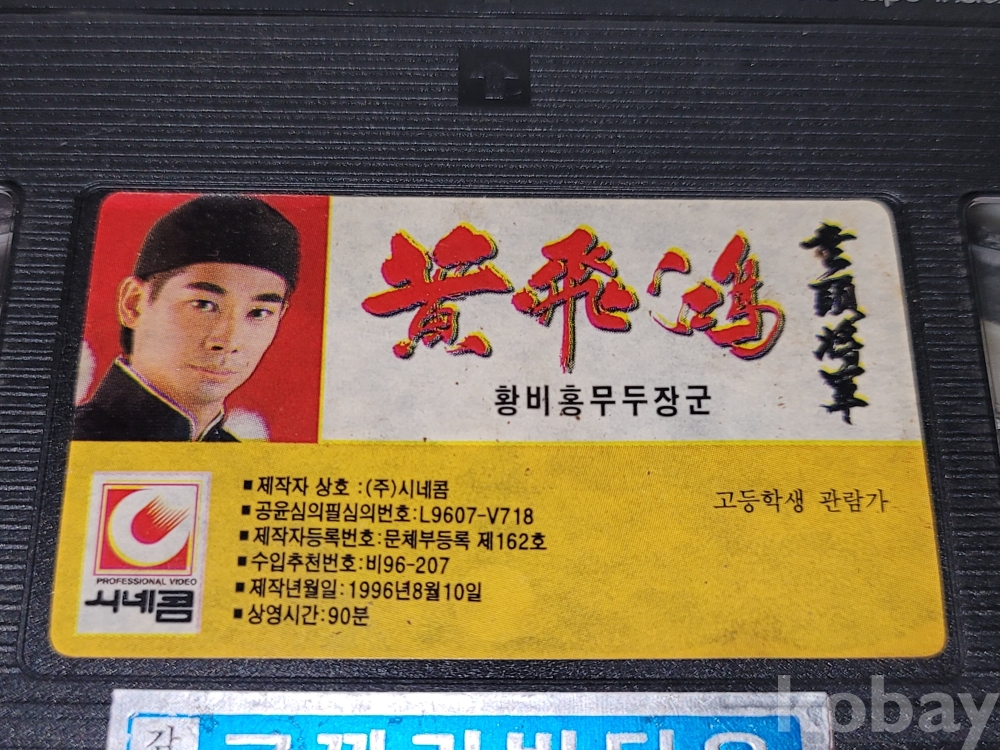 黃飛鴻
황비홍무두장군
將軍
PROFESSIONAL VIDEO
시네콤
■제작자 상호 :(주)시네콤
■공윤심의필심의번호:L9607-V718
■제작자등록번호:문체부등록 제162호
■수입추천번호:비96-207
■제작년월일:1996년8월10일
■상영시간:90분
고등학생 관람가
kobay